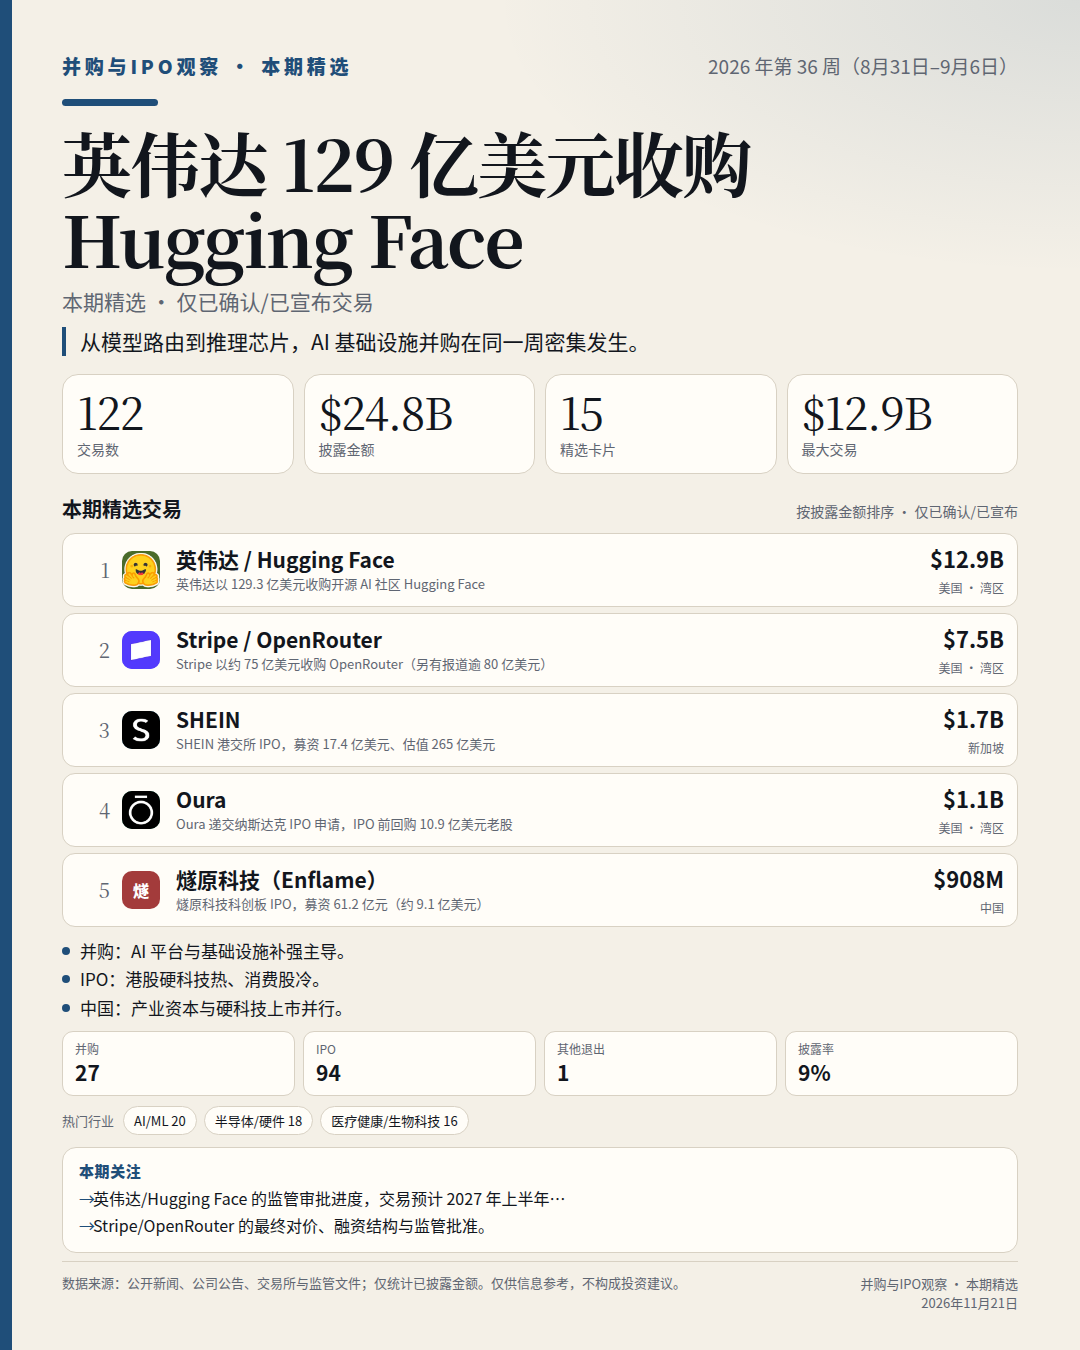 并购与IPO观察 · 本期精选
2026 年第 36 周（8月31日–9月6日）
英伟达 129 亿美元收购
Hugging Face
本期精选 · 仅已确认/已宣布交易
从模型路由到推理芯片，AI 基础设施并购在同一周密集发生。
122
交易数
$24.8B
披露金额
15
精选卡片
$12.9B
最大交易
本期精选交易
按披露金额排序 · 仅已确认/已宣布
1
英伟达 / Hugging Face
英伟达以 129.3 亿美元收购开源 AI 社区 Hugging Face
$12.9B
美国 · 湾区
2
Stripe / OpenRouter
Stripe 以约 75 亿美元收购 OpenRouter（另有报道逾 80 亿美元）
$7.5B
美国 · 湾区
3
S
SHEIN
SHEIN 港交所 IPO，募资 17.4 亿美元、估值 265 亿美元
$1.7B
新加坡
4
Oura
Oura 递交纳斯达克 IPO 申请，IPO 前回购 10.9 亿美元老股
$1.1B
美国 · 湾区
5
燧
燧原科技（Enflame）
燧原科技科创板 IPO，募资 61.2 亿元（约 9.1 亿美元）
$908M
中国
并购：AI 平台与基础设施补强主导。
IPO：港股硬科技热、消费股冷。
中国：产业资本与硬科技上市并行。
并购
27
IPO
94
其他退出
1
披露率
9%
热门行业 AI/ML 20 半导体/硬件 18 医疗健康/生物科技 16
本期关注
→英伟达/Hugging Face 的监管审批进度，交易预计 2027 年上半年…
→Stripe/OpenRouter 的最终对价、融资结构与监管批准。
数据来源：公开新闻、公司公告、交易所与监管文件；仅统计已披露金额。仅供信息参考，不构成投资建议。
并购与IPO观察 · 本期精选
2026年11月21日